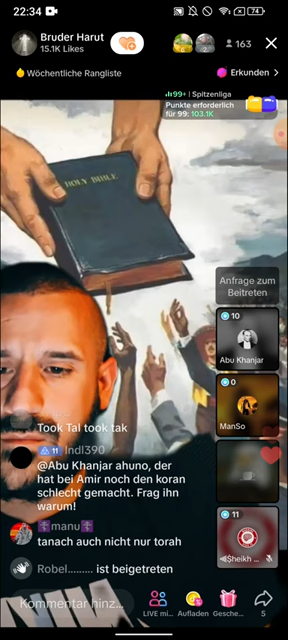 22:34
74
Bruder Harut
15.1K Likes
163
Wöchentliche Rangliste
Erkunden >
99+ | Spitzenliga
Punkte erforderlich
für 99: 103.1K
HOLY BIBLE
Anfrage zum
Beitreten
10
Abu Khanjar
0
ManSo
11
Sheikh
Took Tal took tak
11 Indl390
@Abu Khanjar ahuno, der
hat bei Amir noch den koran
schlecht gemacht. Frag ihn
warum!
manu
tanach auch nicht nur torah
Robel......... ist beigetreten
Kommentar hinz...
LIVE mi...
Aufladen
Gesche...
5